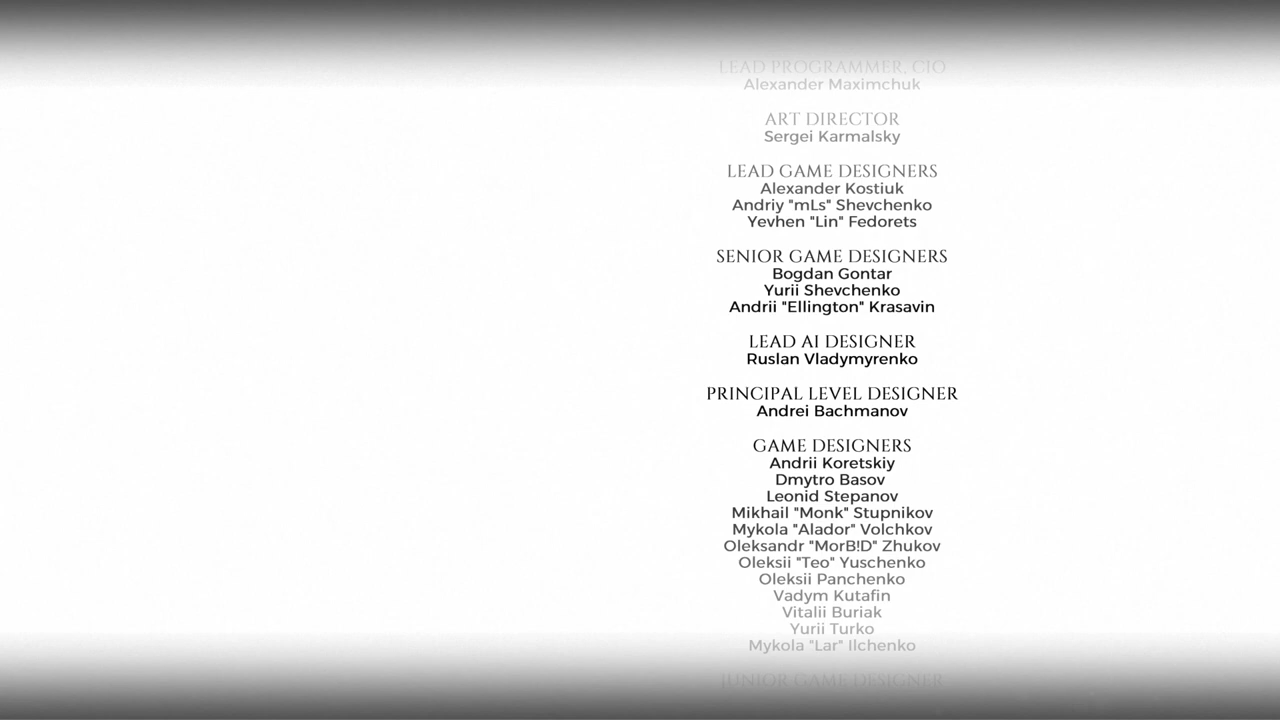 LEAD PROGRAMMER, CIO
Alexander Maximchuk
ART DIRECTOR
Sergei Karmalsky
LEAD GAME DESIGNERS
Alexander Kostiuk
Andriy "mLs" Shevchenko
Yevhen "Lin" Fedorets
SENIOR GAME DESIGNERS
Bogdan Gontar
Yurii Shevchenko
Andrii "Ellington" Krasavin
LEAD AI DESIGNER
Ruslan Vladymyrenko
PRINCIPAL LEVEL DESIGNER
Andrei Bachmanov
GAME DESIGNERS
Andrii Koretskiy
Dmytro Basov
Leonid Stepanov
Mikhail "Monk" Stupnikov
Mykola "Alador" Volchkov
Oleksandr "MorB!D" Zhukov
Oleksii "Teo" Yuschenko
Oleksii Panchenko
Vadym Kutafin
Vitalii Buriak
Yurii Turko
Mykola "Lar" Ilchenko
JUNIOR GAME DESIGNER